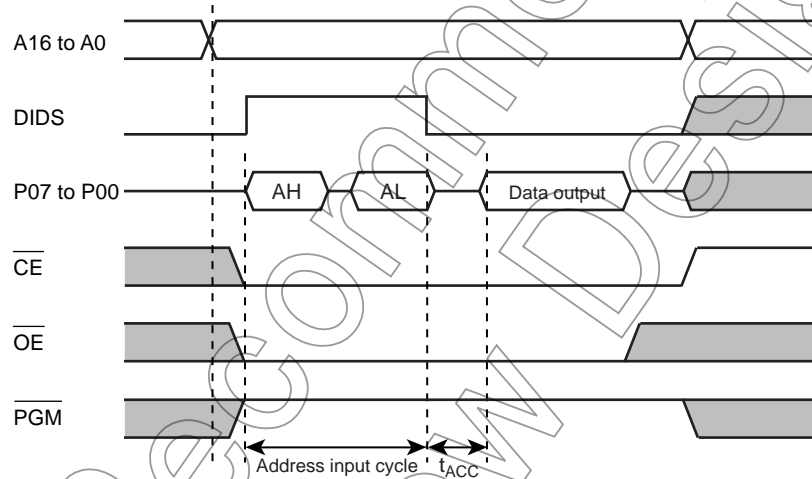 A16 to A0
DIDS
P07 to P00 AH AL Data output
CE
OE
PGM
Address input cycle tACC